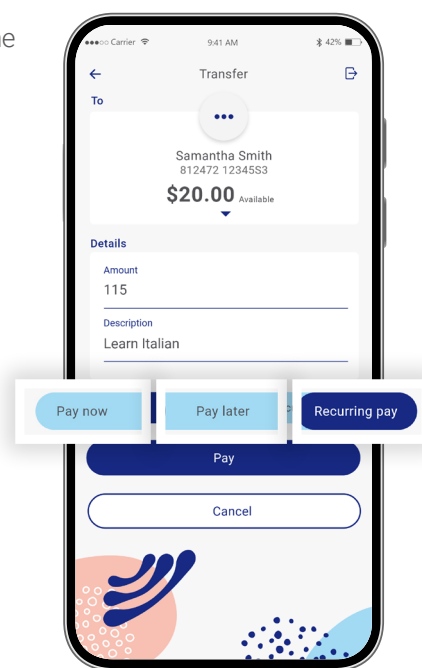 ne
Carrier 9:41 AM 42%
Transfer
To
Samantha Smith
812472 12345S3
$20.00 Available
Details
Amount
115
Description
Learn Italian
Pay now Pay later Recurring pay
Pay
Cancel